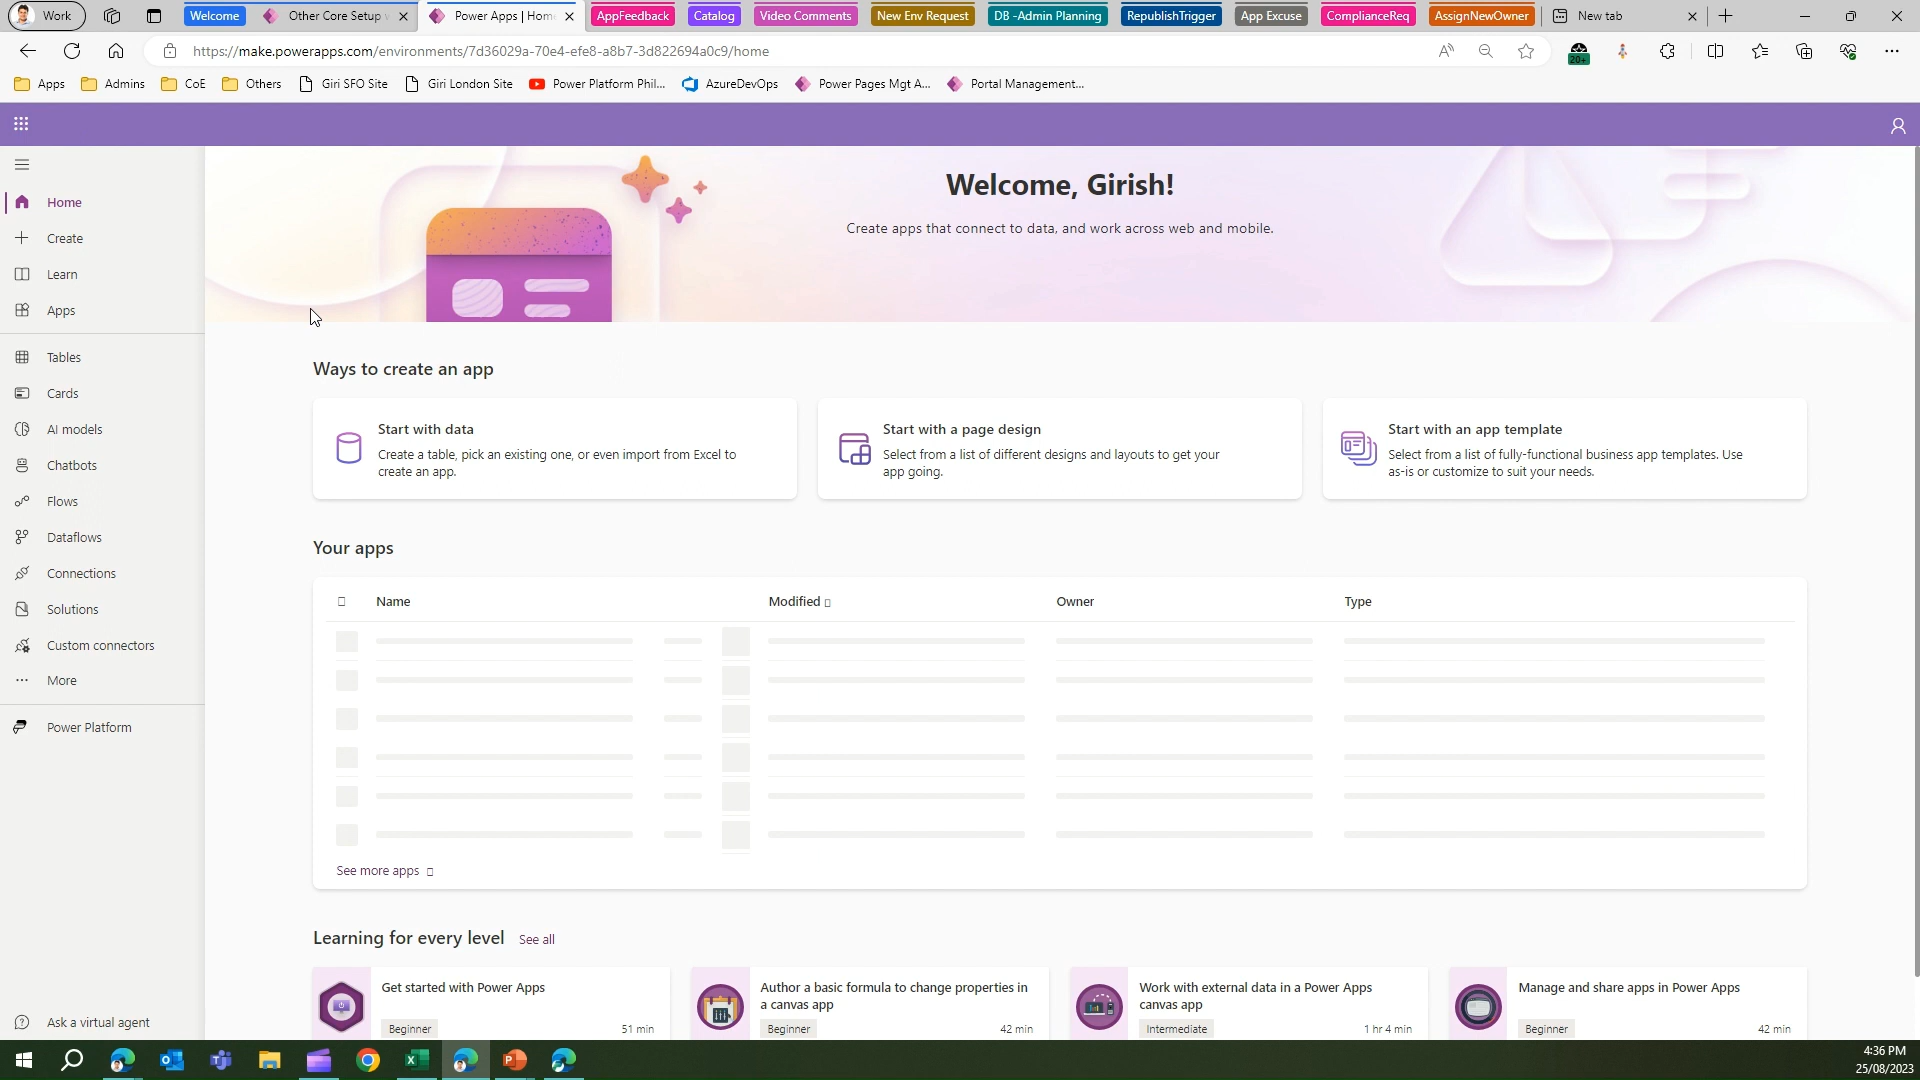 Work
Welcome
Other Core Setup
Power Apps | Hom
AppFeedback
Catalog
Video Comments
New Env Request
DB -Admin Planning
RepublishTrigger
App Excuse
ComplianceReq
AssignNewOwner
New tab
https://make.powerapps.com/environments/7d36029a-70e4-efe8-a8b7-3d822694a0c9/home
20+
Apps
Admins
CoE
Others
Giri SFO Site
Giri London Site
Power Platform Phil...
AzureDevOps
Power Pages Mgt A...
Portal Management...
Home
Create
Learn
Apps
Tables
Cards
AI models
Chatbots
Flows
Dataflows
Connections
Solutions
Custom connectors
More
Power Platform
Ask a virtual agent
Welcome, Girish!
Create apps that connect to data, and work across web and mobile.
Ways to create an app
Start with data
Create a table, pick an existing one, or even import from Excel to
create an app.
Start with a page design
Select from a list of different designs and layouts to get your
app going.
Start with an app template
Select from a list of fully-functional business app templates. Use
as-is or customize to suit your needs.
Your apps
Name
Modified
Owner
Type
See more apps
Learning for every level
See all
Get started with Power Apps
Beginner
51 min
Author a basic formula to change properties in
a canvas app
Beginner
42 min
Work with external data in a Power Apps
canvas app
Intermediate
1 hr 4 min
Manage and share apps in Power Apps
Beginner
42 min
4:36 PM
25/08/2023